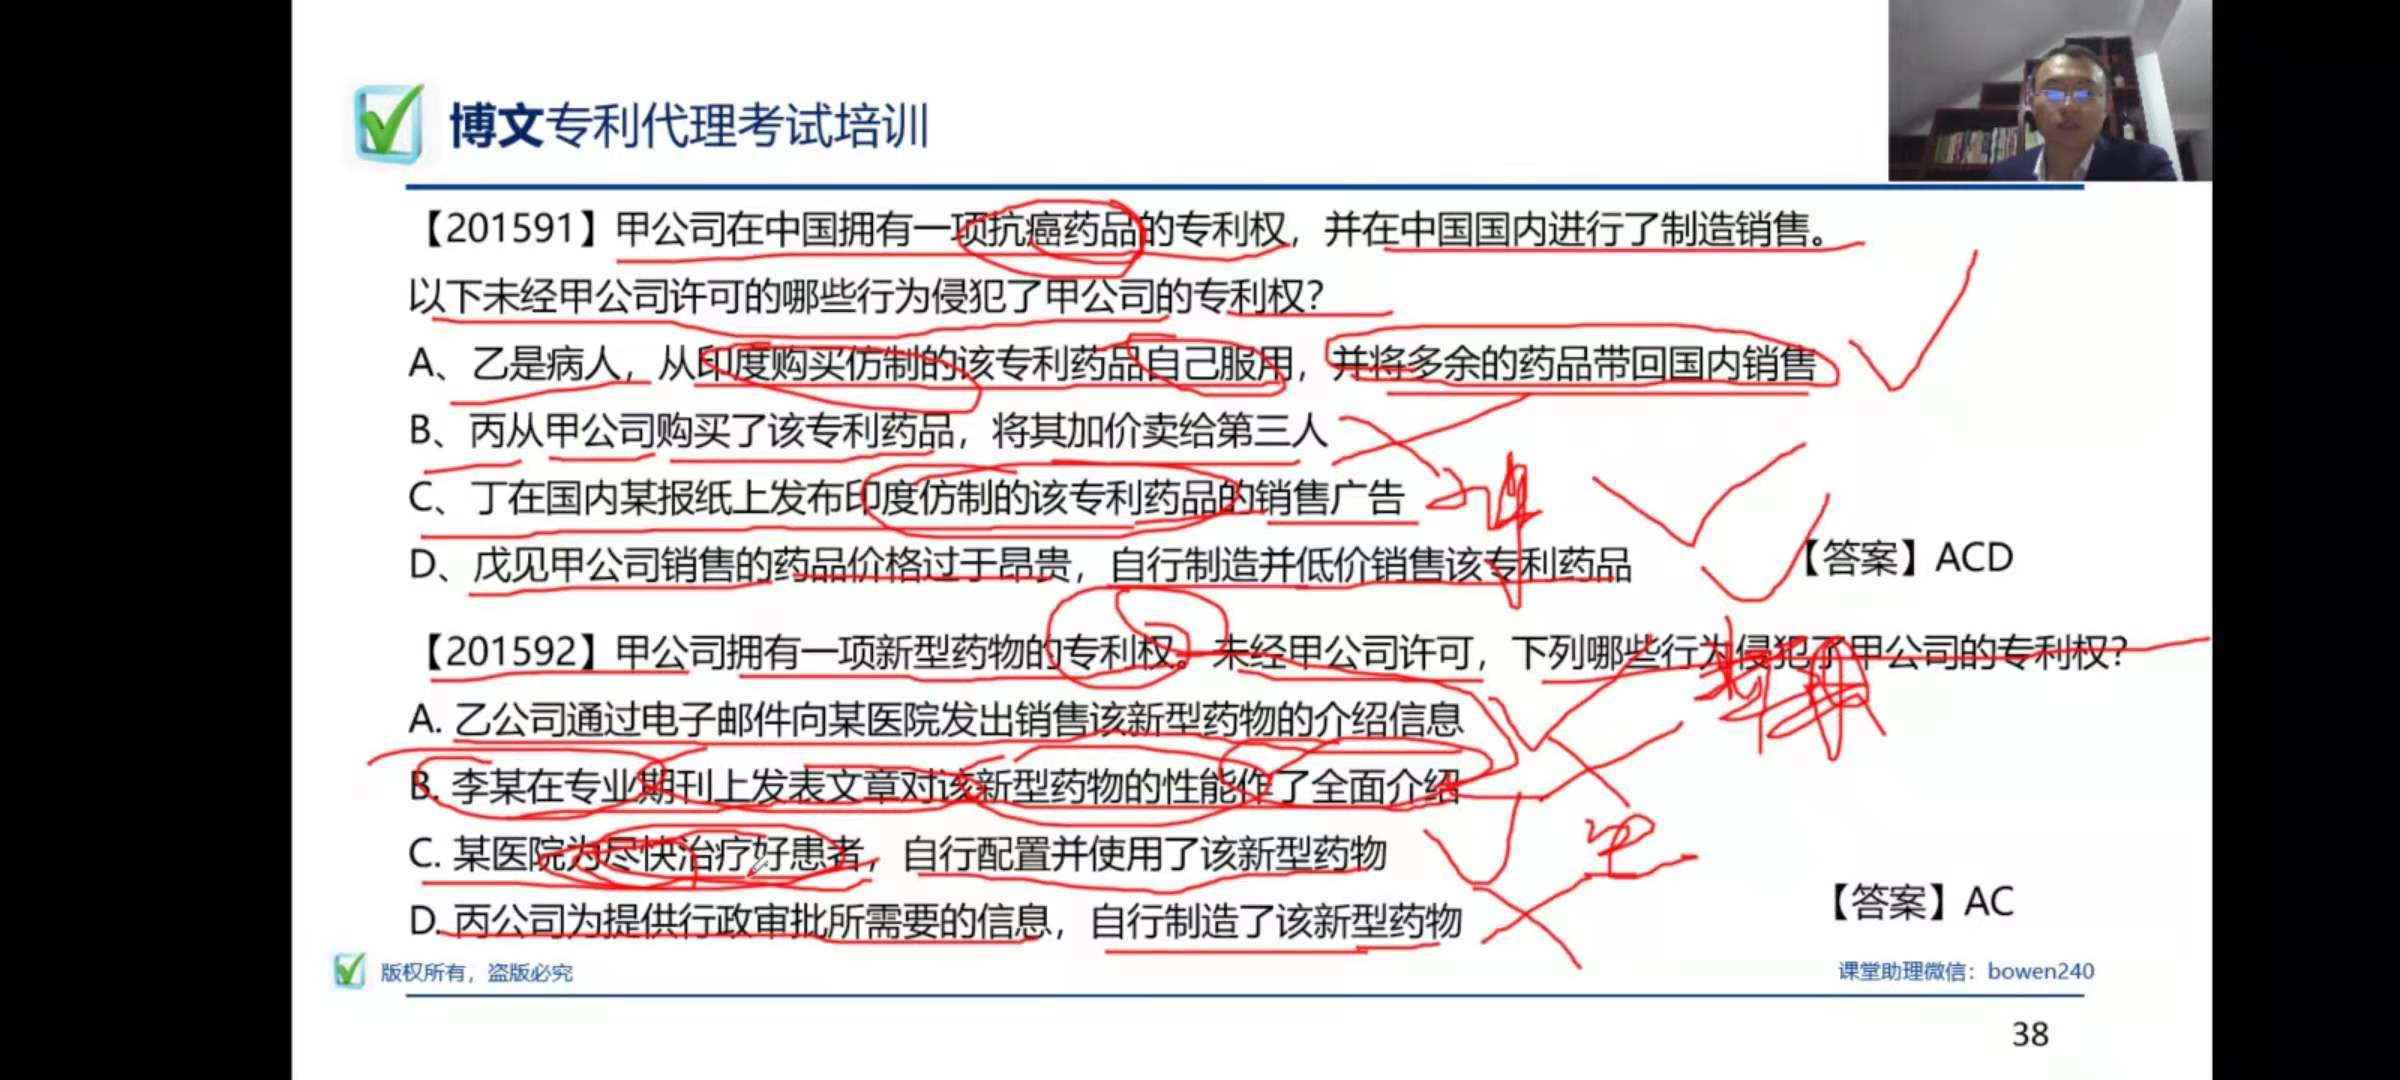 博文专利代理考试培训
【201591】甲公司在中国拥有一项抗癌药品的专利权，并在中国国内进行了制造销售。
以下未经甲公司许可的哪些行为侵犯了甲公司的专利权？
A、乙是病人，从印度购买仿制的该专利药品自己服用，并将多余的药品带回国内销售
B、丙从甲公司购买了该专利药品，将其加价卖给第三人
C、丁在国内某报纸上发布印度仿制的该专利药品的销售广告
D、戊见甲公司销售的药品价格过于昂贵，自行制造并低价销售该专利药品
【答案】ACD
【201592】甲公司拥有一项新型药物的专利权。未经甲公司许可，下列哪些行为侵犯了甲公司的专利权？
A. 乙公司通过电子邮件向某医院发出销售该新型药物的介绍信息
B. 李某在专业期刊上发表文章对该新型药物的性能作了全面介绍
C. 某医院为尽快治疗好患者，自行配置并使用了该新型药物
D. 丙公司为提供行政审批所需要的信息，自行制造了该新型药物
【答案】AC
版权所有，盗版必究
课堂助理微信：bowen240
38